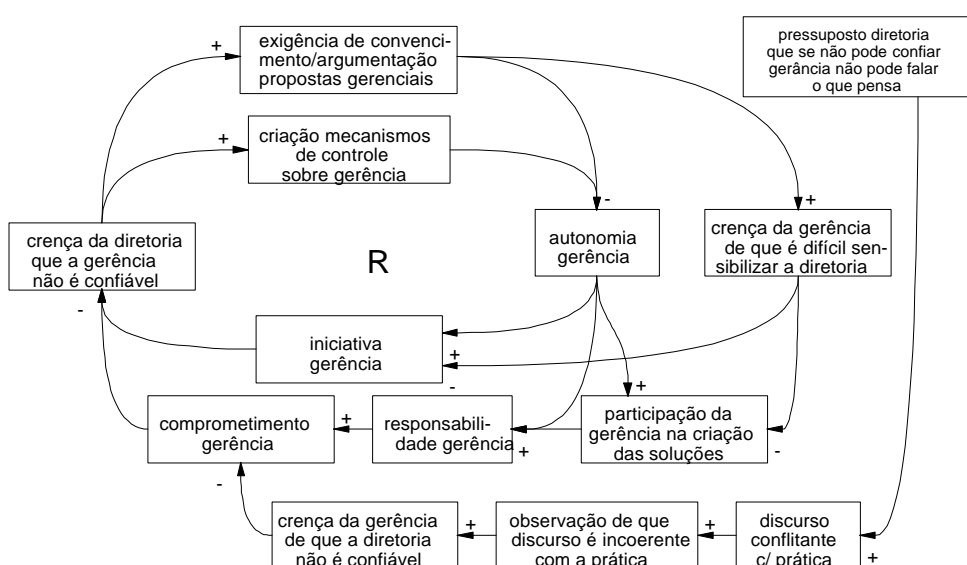 exigência de convenci-
mento/argumentação
propostas gerenciais
pressuposto diretoria
que se não pode confiar
gerância não pode falar
o que pensa
+
criação mecanismos
de controle
sobre gerência
+
-
+
crença da diretoria
que a gerência
não é confiável
autonomia
gerência
crença da gerência
de que é difícil sen-
sibilizar a diretoria
R
-
iniciativa
gerência
+
-
comprometimento
gerência
+
responsabili-
dade gerência
+
+
participação da
gerência na criação
das soluções
-
-
crença da gerência
de que a diretoria
não é confiável
+
observação de que
discurso é incoerente
com a prática
+
discurso
conflitante
c/ prática
+